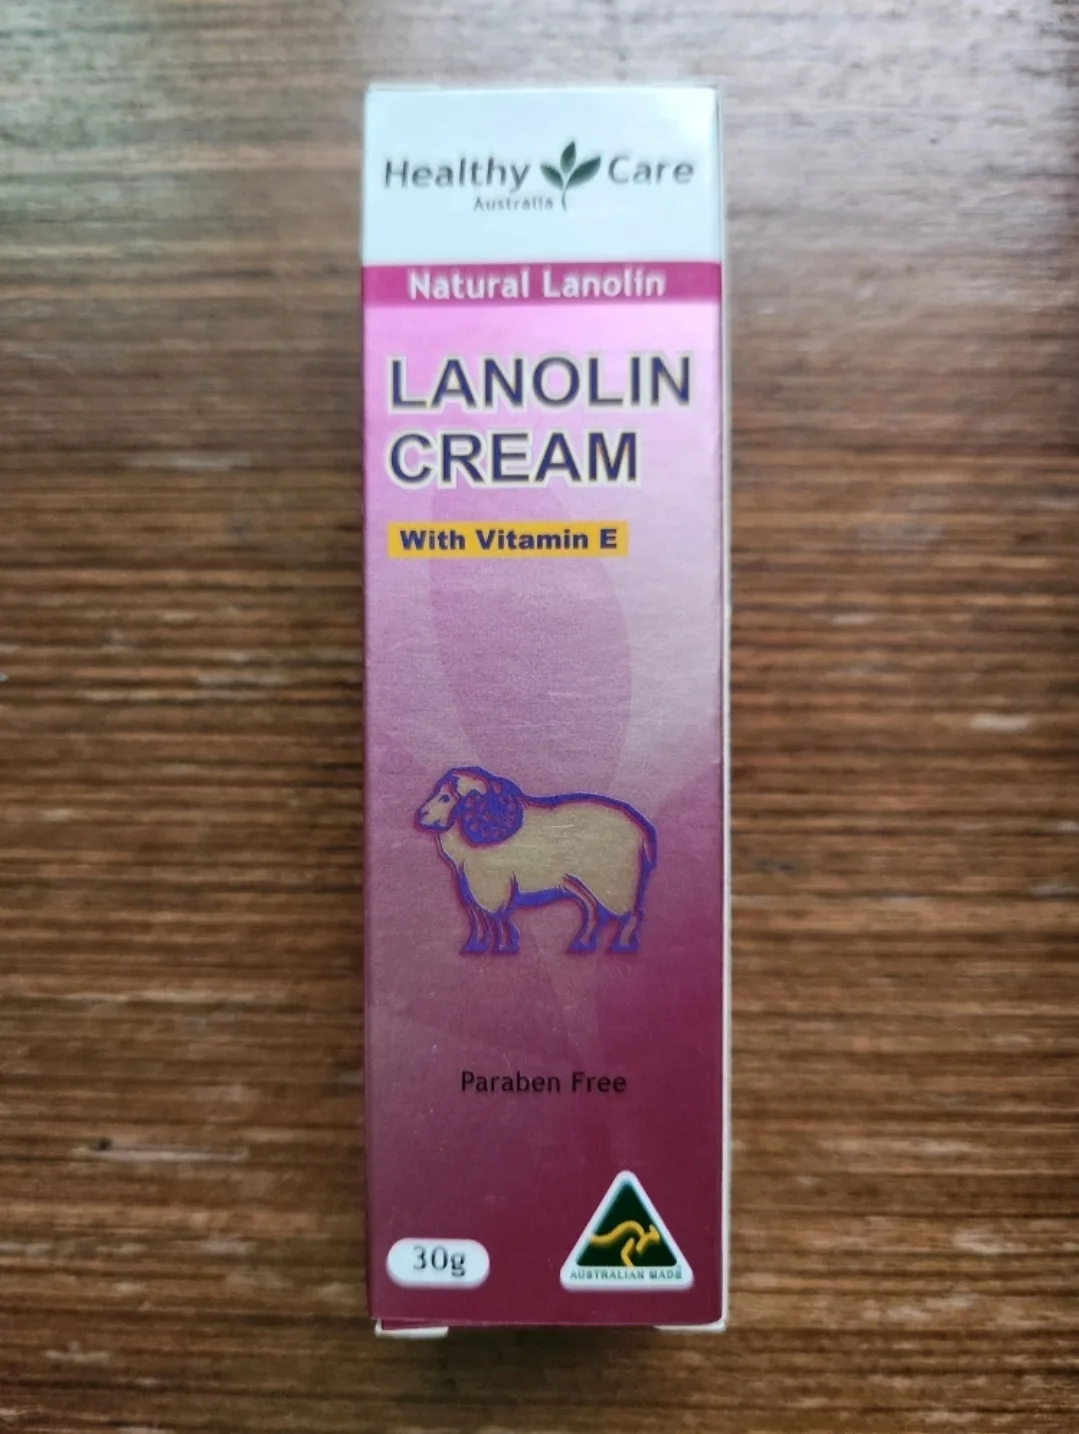 Healthy Care
Australia
Natural Lanolin
LANOLIN
CREAM
With Vitamin E
Paraben Free
30g
AUSTRALIAN MADE